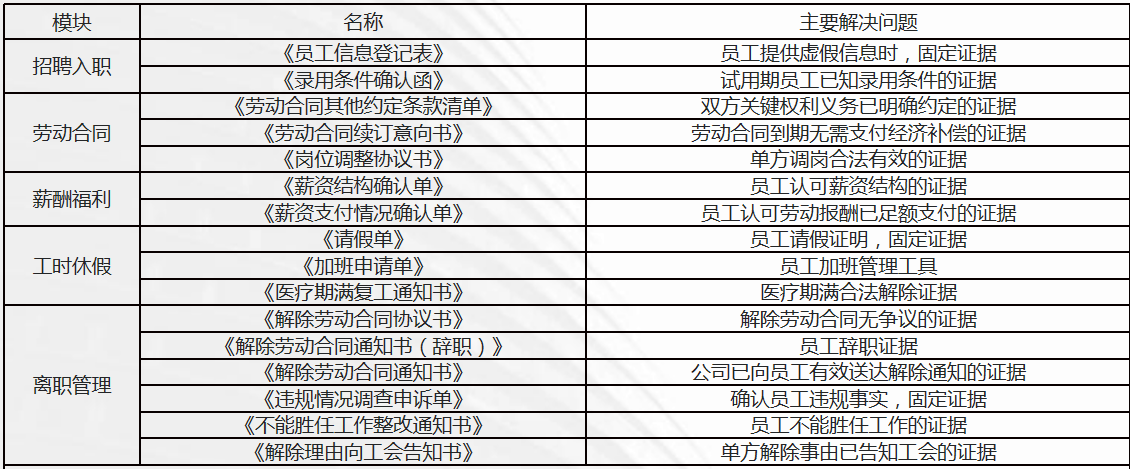 模块 名称 主要解决问题
招聘入职 《员工信息登记表》 员工提供虚假信息时，固定证据
《录用条件确认函》 试用期员工已知录用条件的证据
劳动合同 《劳动合同其他约定条款清单》 双方关键权利义务已明确约定的证据
《劳动合同续订意向书》 劳动合同到期无需支付经济补偿的证据
《岗位调整协议书》 单方调岗合法有效的证据
薪酬福利 《薪资结构确认单》 员工认可薪资结构的证据
《薪资支付情况确认单》 员工认可劳动报酬已足额支付的证据
工时休假 《请假单》 员工请假证明，固定证据
《加班申请单》 员工加班管理工具
《医疗期满复工通知书》 医疗期满合法解除证据
离职管理 《解除劳动合同协议书》 解除劳动合同无争议的证据
《解除劳动合同通知书（辞职）》 员工辞职证据
《解除劳动合同通知书》 公司已向员工有效送达解除通知的证据
《违规情况调查申诉单》 确认员工违规事实，固定证据
《不能胜任工作整改通知书》 员工不能胜任工作的证据
《解除理由向工会告知书》 单方解除事由已告知工会的证据